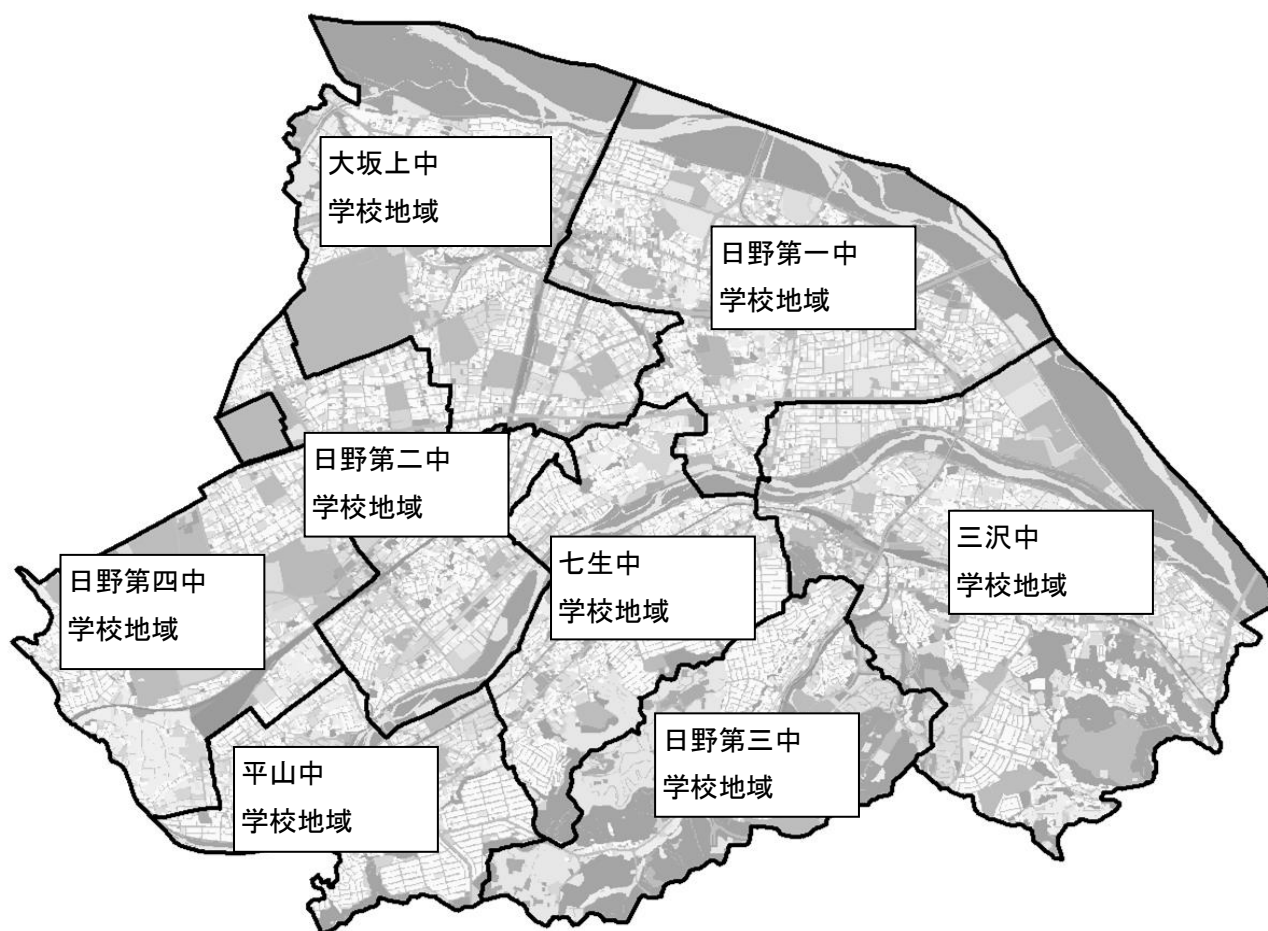 大坂上中
学校地域
日野第一中
学校地域
日野第二中
学校地域
七生中
学校地域
三沢中
学校地域
日野第四中
学校地域
日野第三中
学校地域
平山中
学校地域